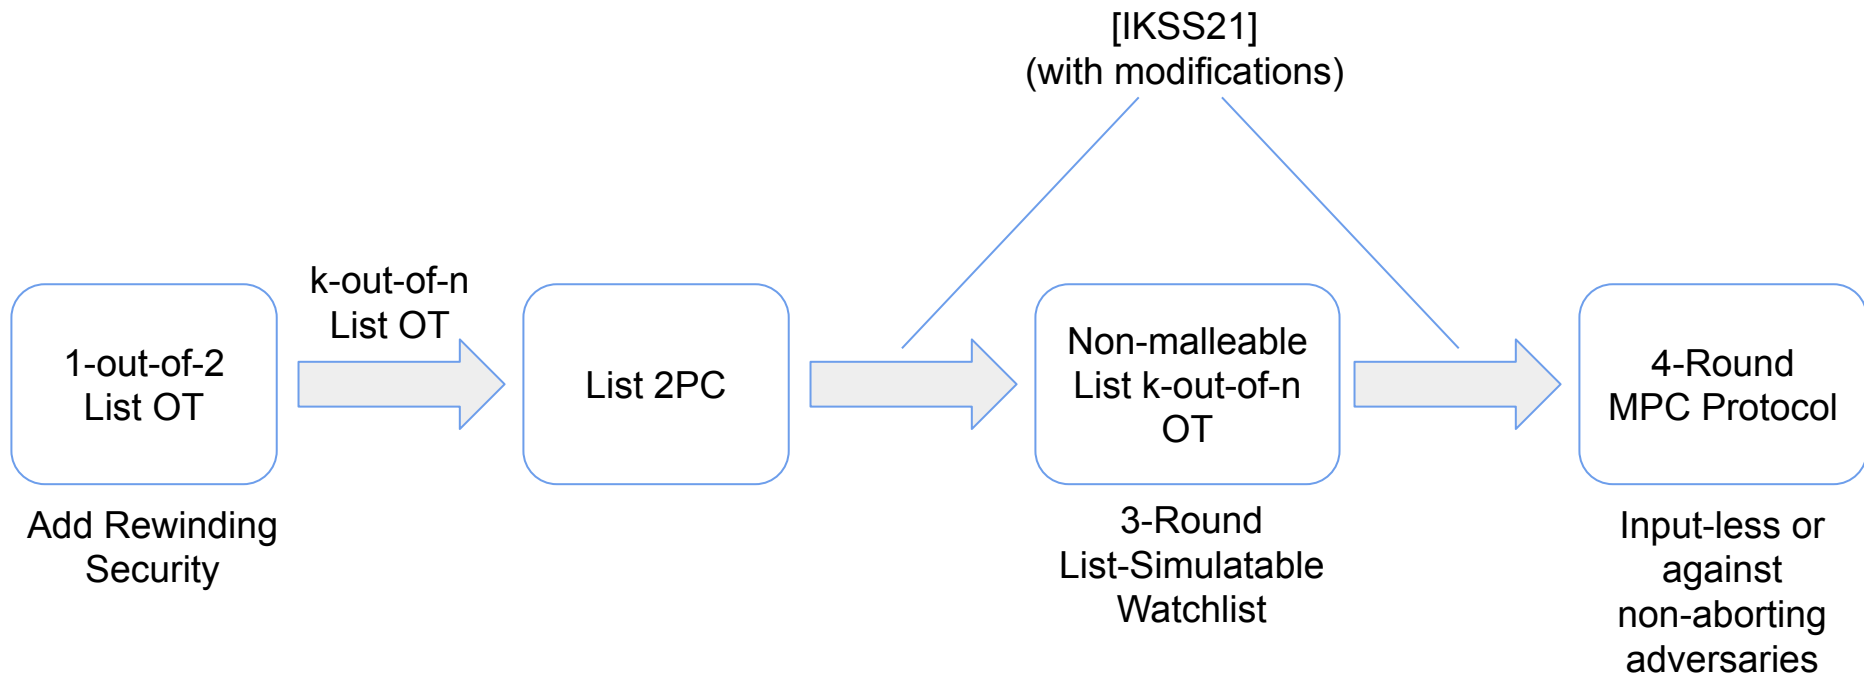 [IKSS21]
(with modifications)
k-out-of-n
List OT
1-out-of-2
List OT
Add Rewinding
Security
List 2PC
Non-malleable
List k-out-of-n
OT
3-Round
List-Simulatable
Watchlist
4-Round
MPC Protocol
Input-less or
against
non-aborting
adversaries